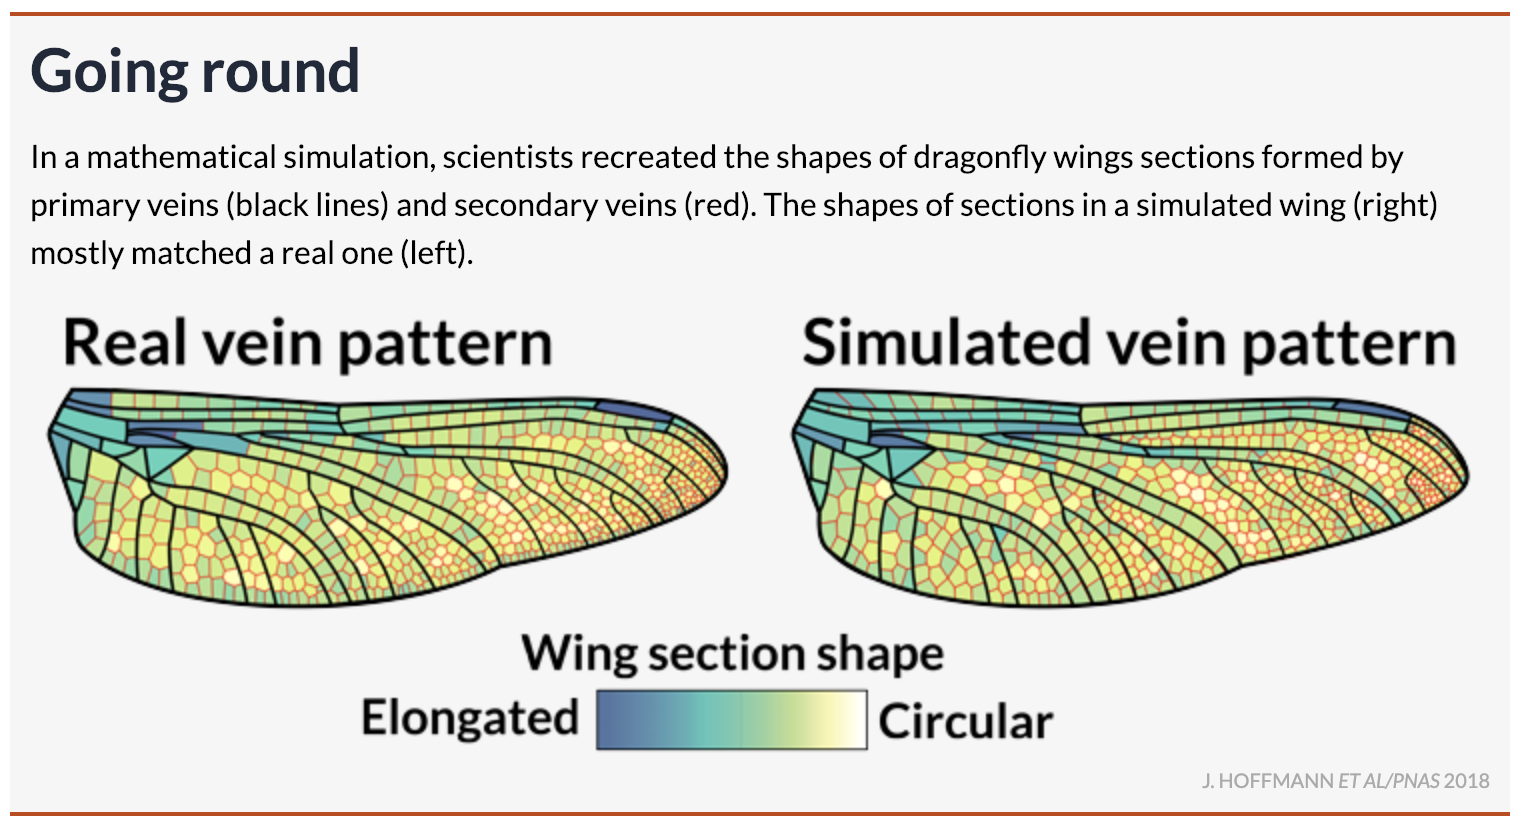 Going round
In a mathematical simulation, scientists recreated the shapes of dragonfly wings sections formed by
primary veins (black lines) and secondary veins (red). The shapes of sections in a simulated wing (right)
mostly matched a real one (left).
Real vein pattern
Simulated vein pattern
Wing section shape
Elongated
Circular
J. HOFFMANN ET AL/PNAS 2018